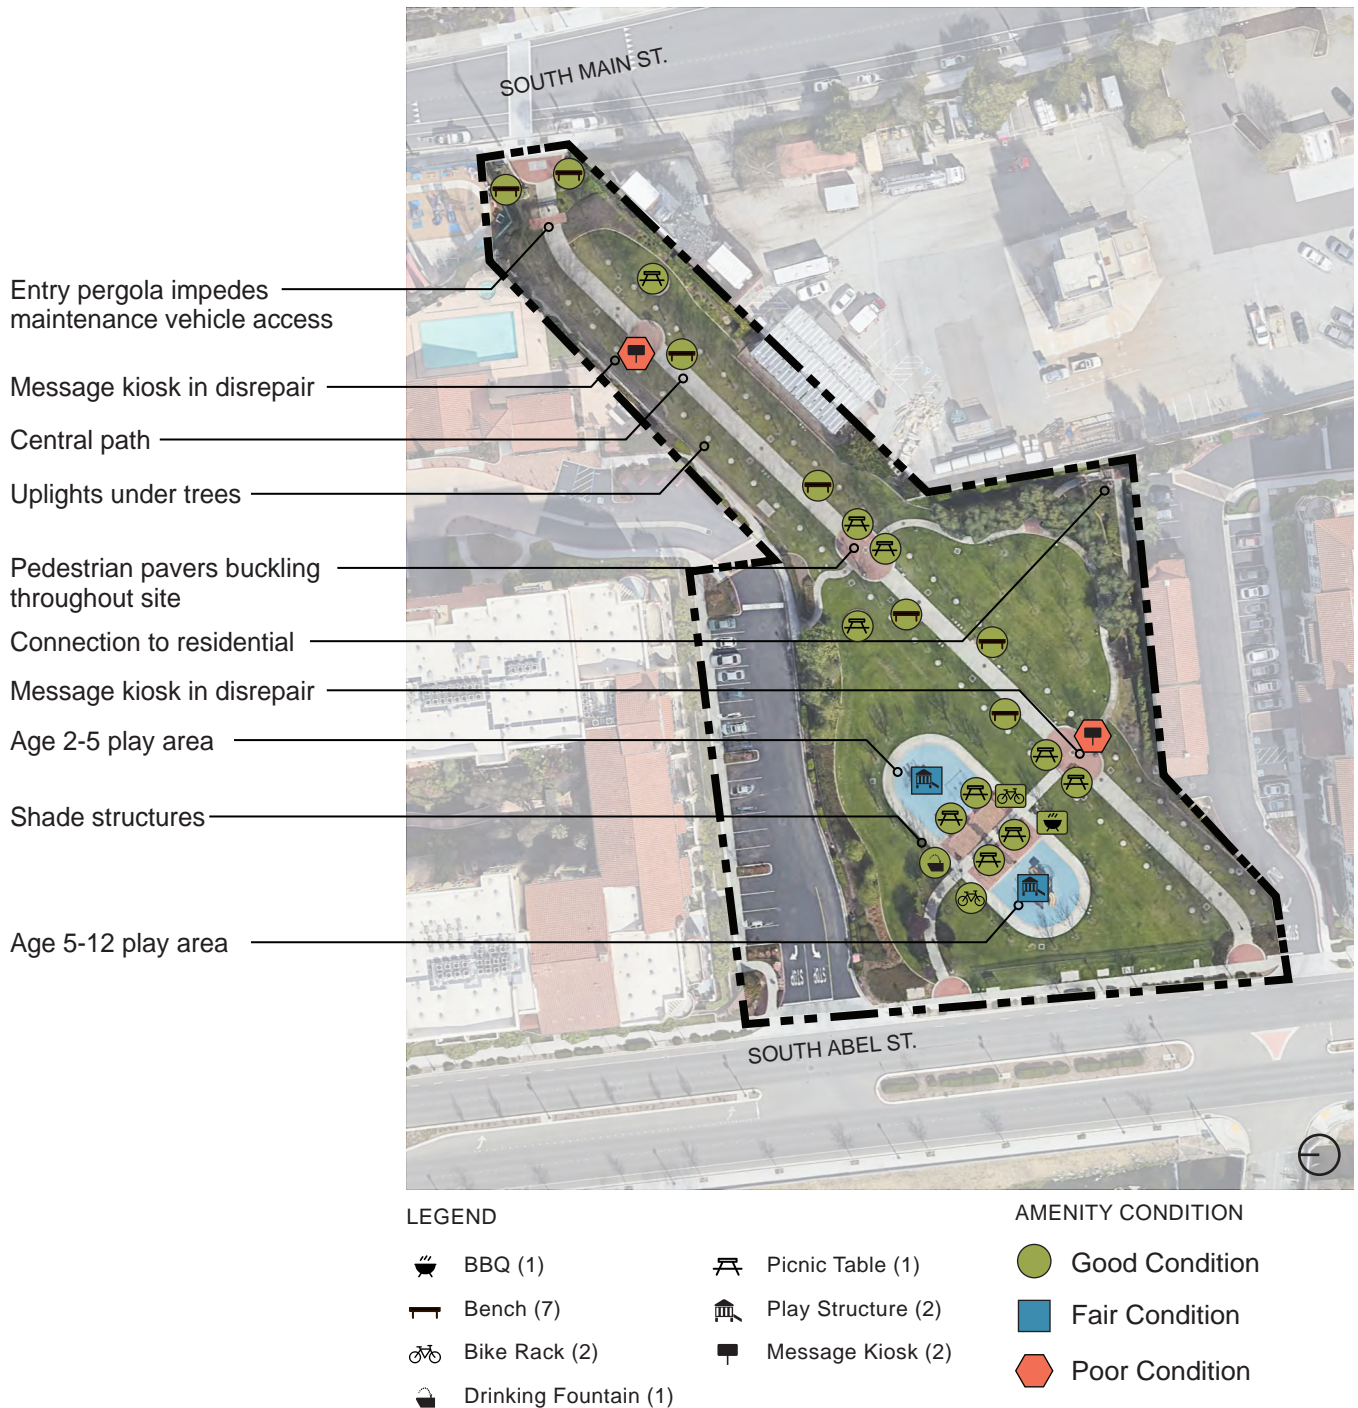 SOUTH MAIN ST.
Entry pergola impedes
maintenance vehicle access
Message kiosk in disrepair
Central path
Uplights under trees
Pedestrian pavers buckling
throughout site
Connection to residential
Message kiosk in disrepair
Age 2-5 play area
Shade structures
Age 5-12 play area
STOP
STOP
SOUTH ABEL ST.
LEGEND
BBQ (1)
Bench (7)
Bike Rack (2)
Drinking Fountain (1)
Picnic Table (1)
Play Structure (2)
Message Kiosk (2)
AMENITY CONDITION
Good Condition
Fair Condition
Poor Condition